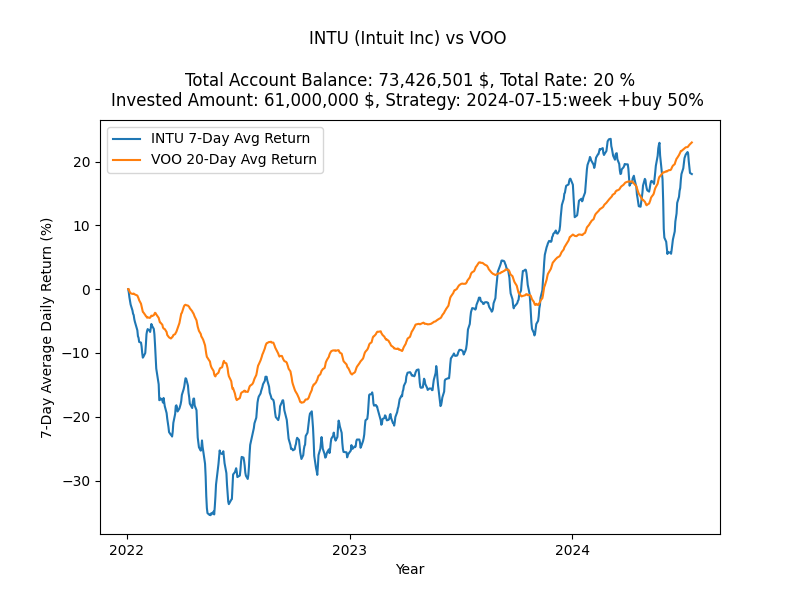 INTU (Intuit Inc) vs VOO
Total Account Balance: 73,426,501 $, Total Rate: 20 %
Invested Amount: 61,000,000 $, Strategy: 2024-07-15:week +buy 50%
INTU 7-Day Avg Return
VOO 20-Day Avg Return
7-Day Average Daily Return (%)
20
10
0
−10
−20
−30
2022
2023
2024
Year